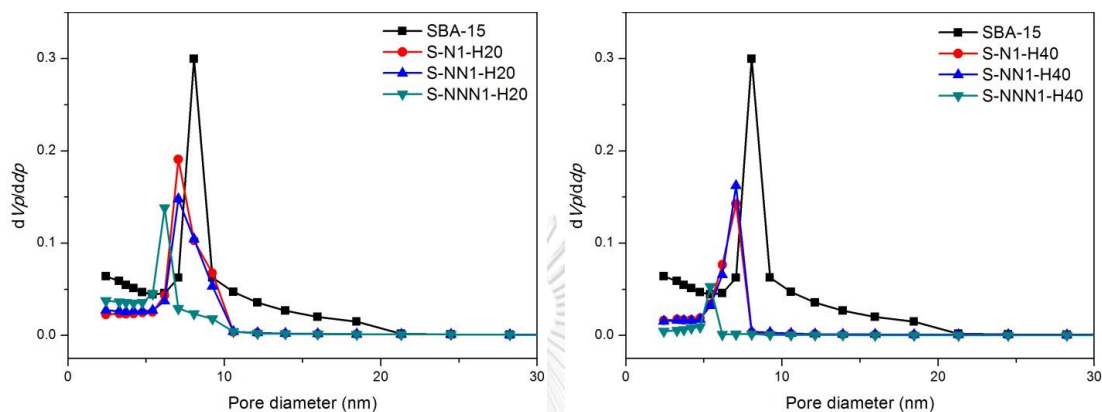 SBA-15
S-N1-H20
S-NN1-H20
S-NNN1-H20
0.3
0.2
0.1
0.0
dVp/ddp
0 10 20 30
Pore diameter (nm)
SBA-15
S-N1-H40
S-NN1-H40
S-NNN1-H40
0.3
0.2
0.1
0.0
dVp/ddp
0 10 20 30
Pore diameter (nm)